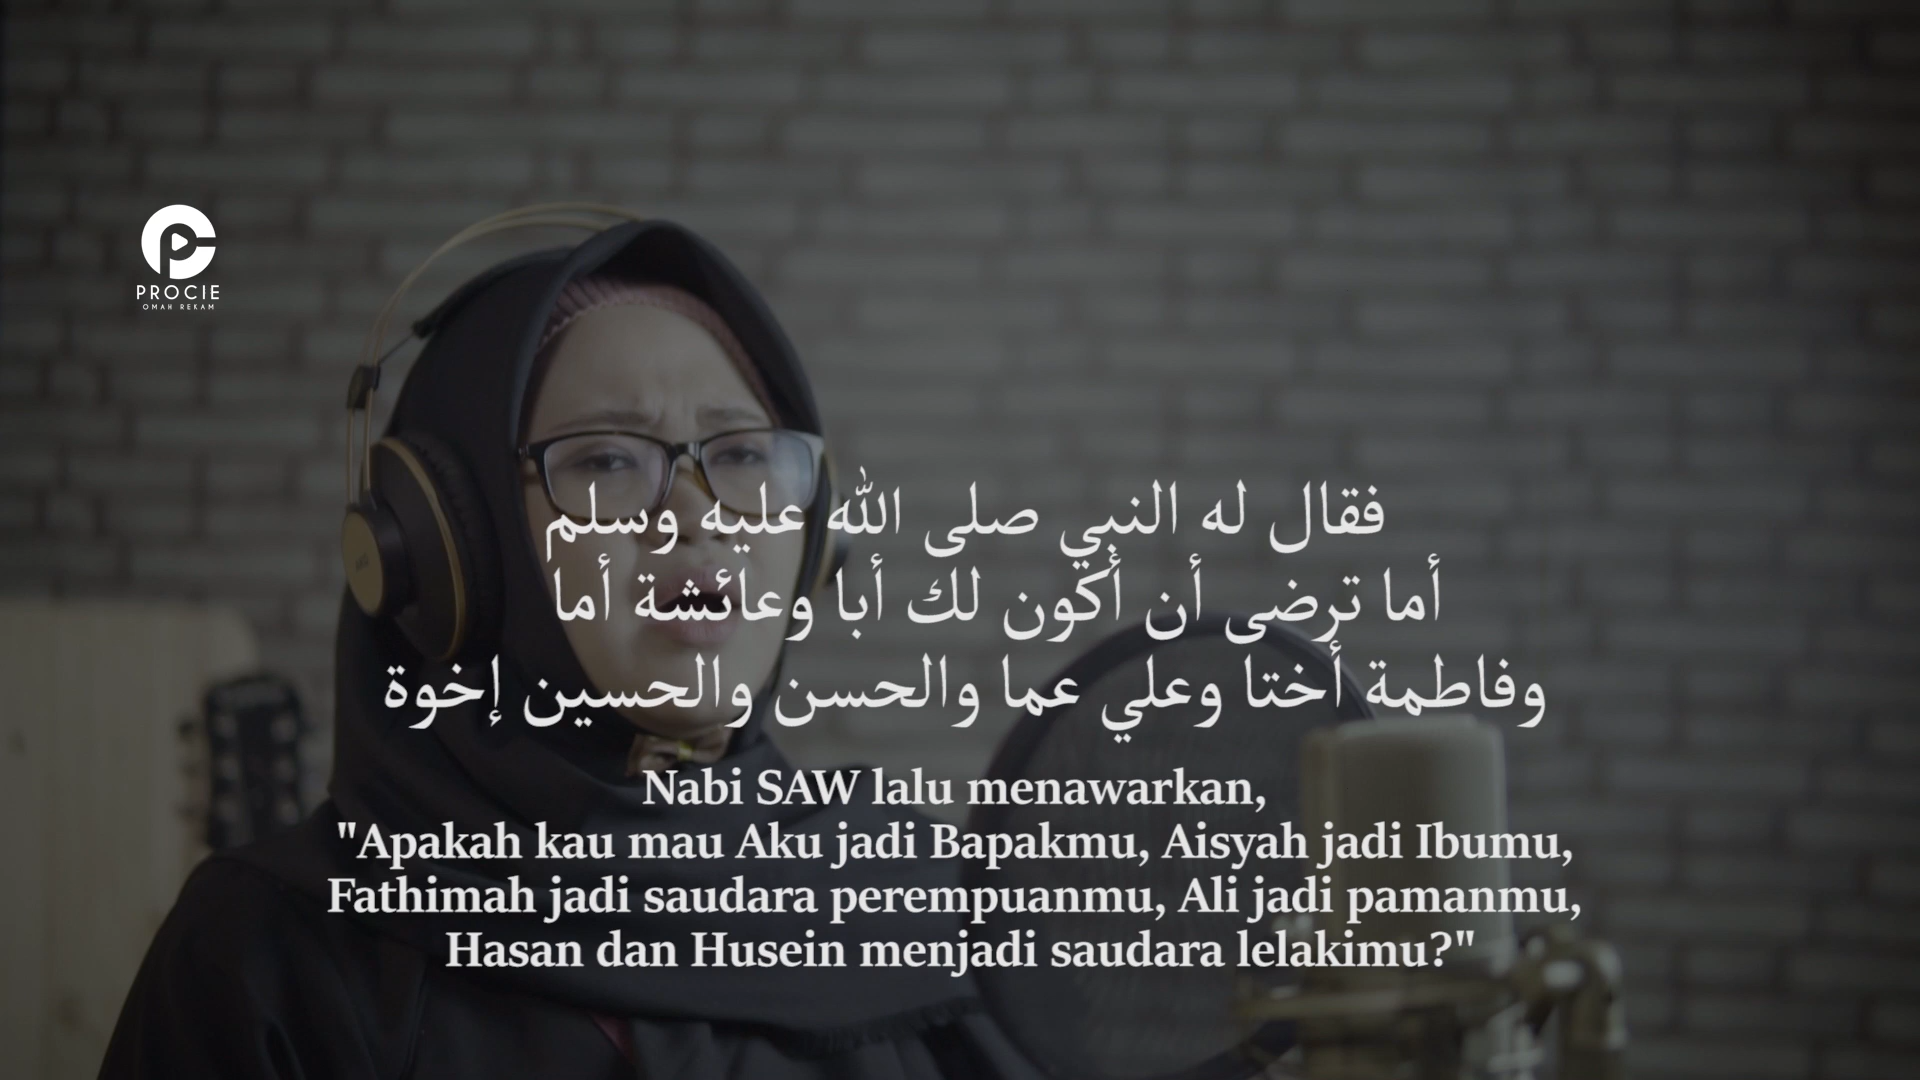 PROCIE
OMAH REKAM
فقال له النبي صلى الله عليه وسلم
أما ترضى أن أكون لك أبا وعائشة أما
وفاطمة أختا وعلي عما والحسن والحسين إخوة
Nabi SAW lalu menawarkan,
"Apakah kau mau Aku jadi Bapakmu, Aisyah jadi Ibumu,
Fathimah jadi saudara perempuanmu, Ali jadi pamanmu,
Hasan dan Husein menjadi saudara lelakimu?"